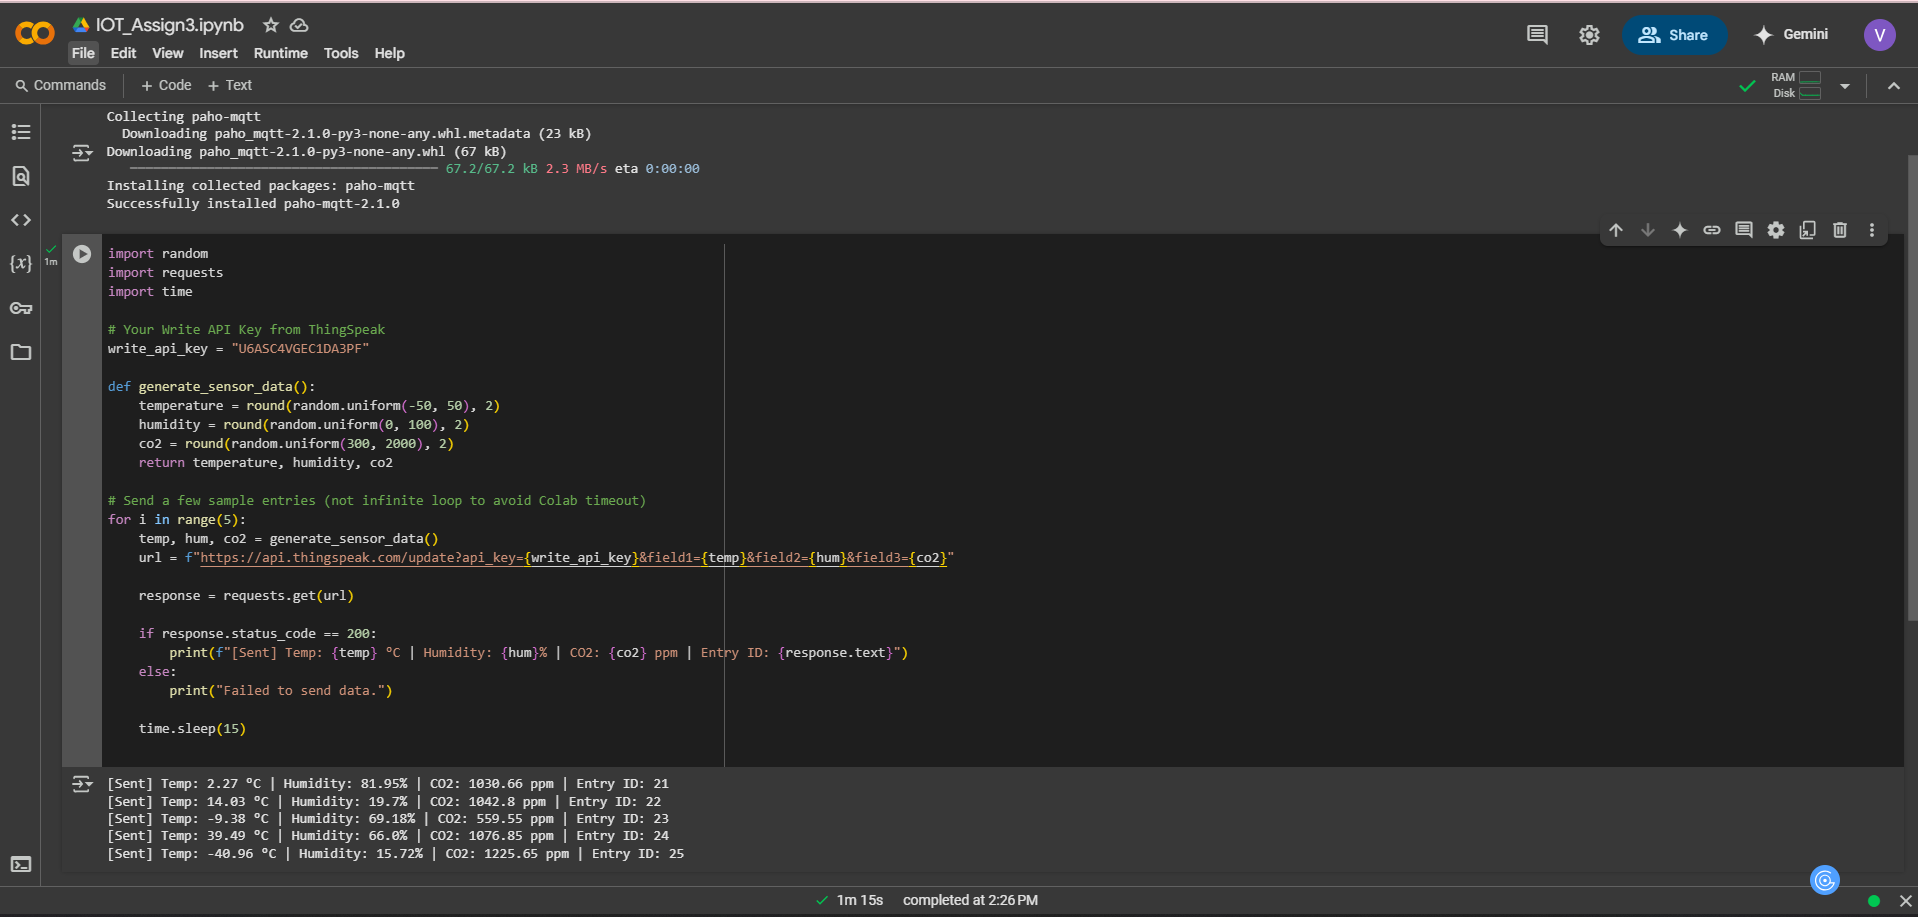 IOT_Assign3.ipynb
File Edit View Insert Runtime Tools Help
Share
Gemini
V
Commands + Code + Text
RAM
Disk
Collecting paho-mqtt
Downloading paho_mqtt-2.1.0-py3-none-any.whl.metadata (23 kB)
Downloading paho_mqtt-2.1.0-py3-none-any.whl (67 kB)
67.2/67.2 kB 2.3 MB/s eta 0:00:00
Installing collected packages: paho-mqtt
Successfully installed paho-mqtt-2.1.0
1m
import random
import requests
import time
# Your Write API Key from ThingSpeak
write_api_key = "U6ASC4VGEC1DA3PF"
def generate_sensor_data():
temperature = round(random.uniform(-50, 50), 2)
humidity = round(random.uniform(0, 100), 2)
co2 = round(random.uniform(300, 2000), 2)
return temperature, humidity, co2
# Send a few sample entries (not infinite loop to avoid Colab timeout)
for i in range(5):
temp, hum, co2 = generate_sensor_data()
url = f"https://api.thingspeak.com/update?api_key={write_api_key}&field1={temp}&field2={hum}&field3={co2}"
response = requests.get(url)
if response.status_code == 200:
print(f"[Sent] Temp: {temp} °C | Humidity: {hum}% | CO2: {co2} ppm | Entry ID: {response.text}")
else:
print("Failed to send data.")
time.sleep(15)
[Sent] Temp: 2.27 °C | Humidity: 81.95% | CO2: 1030.66 ppm | Entry ID: 21
[Sent] Temp: 14.03 °C | Humidity: 19.7% | CO2: 1042.8 ppm | Entry ID: 22
[Sent] Temp: -9.38 °C | Humidity: 69.18% | CO2: 559.55 ppm | Entry ID: 23
[Sent] Temp: 39.49 °C | Humidity: 66.0% | CO2: 1076.85 ppm | Entry ID: 24
[Sent] Temp: -40.96 °C | Humidity: 15.72% | CO2: 1225.65 ppm | Entry ID: 25
1m 15s completed at 2:26 PM